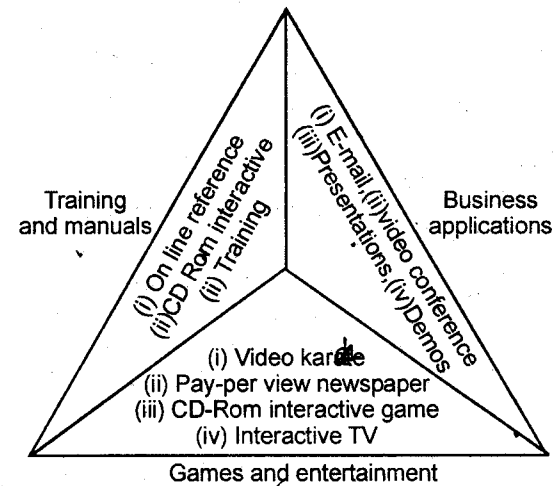 Training
and manuals
(i) On line reference
(ii)CD Rom interactive
(ii) Training
(i) E-mail,(ii)video conference
(iii)Presentations,(iv)Demos
Business
applications
(i) Video
(ii) Pay-per view newspaper
(iii) CD-Rom interactive game
(iv) Interactive TV
Games and entertainment